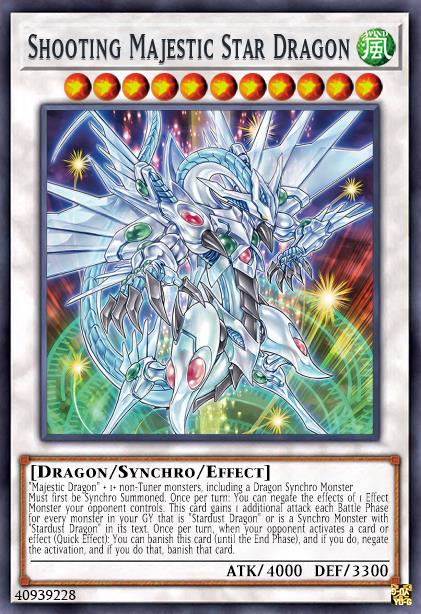 SHOOTING MAJESTIC STAR DRAGON
WIND
風
[DRAGON/SYNCHRO/EFFECT]
"Majestic Dragon" + 1+ non-Tuner monsters, including a Dragon Synchro Monster
Must first be Synchro Summoned. Once per turn: You can negate the effects of 1 Effect
Monster your opponent controls. This card gains 1 additional attack each Battle Phase
for every monster in your GY that is "Stardust Dragon" or is a Synchro Monster with
"Stardust Dragon" in its text. Once per turn, when your opponent activates a card or
effect (Quick Effect): You can banish this card (until the End Phase), and if you do, negate
the activation, and if you do that, banish that card.
ATK/4000 DEF/3300
40939228